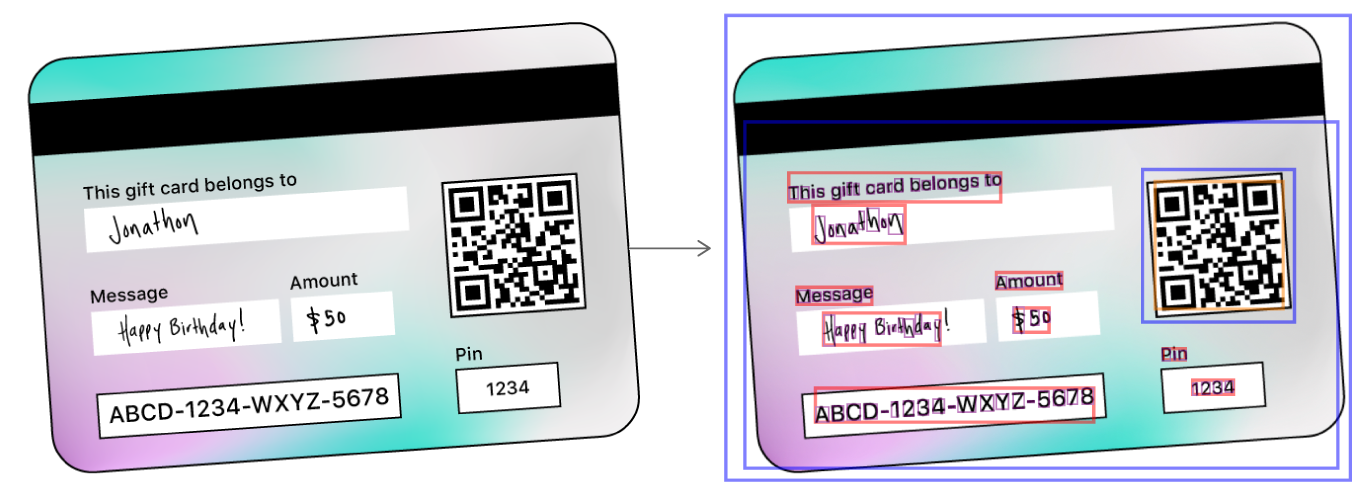 This gift card belongs to
Jonathon
Message
Amount
Happy Birthday!
$50
Pin
ABCD-1234-WXYZ-5678
1234
This gift card belongs to
Jonathon
Message
Amount
Happy Birthday!
$50
Pin
ABCD-1234-WXYZ-5678
1234